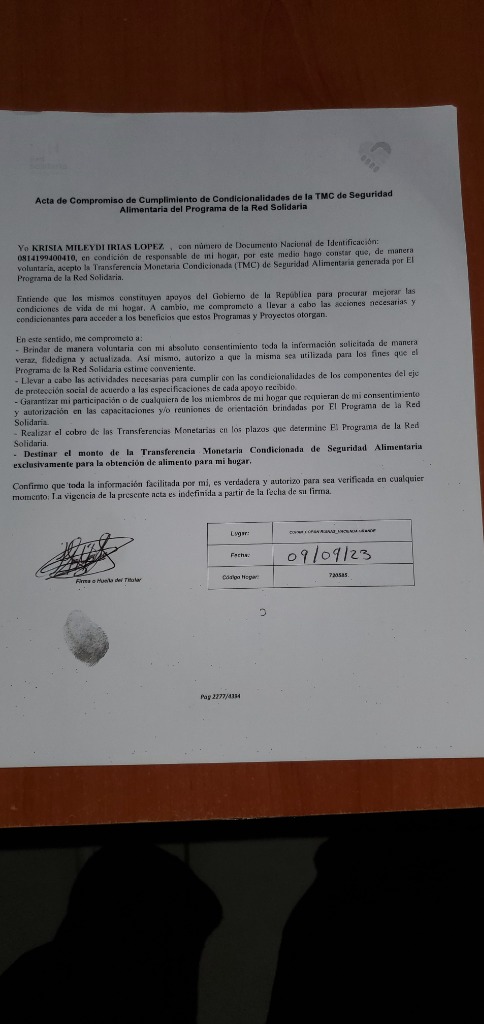 Acta de Compromiso de Cumplimiento de Condicionalidades de la TMC de Seguridad
Alimentaria del Programa de la Red Solidaria
Yo KRISIA MILEYDI IRIAS LOPEZ , con número de Documento Nacional de Identificación:
0814199400410, en condición de responsable de mi hogar, por este medio hago constar que, de manera
voluntaria, acepto la Transferencia Monetaria Condicionada (TMC) de Seguridad Alimentaria generada por El
Programa de la Red Solidaria.
Entiendo que los mismos constituyen apoyos del Gobierno de la República para procurar mejorar las
condiciones de vida de mi hogar. A cambio, me comprometo a llevar a cabo las acciones necesarias y
condicionantes para acceder a los beneficios que estos Programas y Proyectos otorgan.
En este sentido, me comprometo a:
- Brindar de manera voluntaria con mi absoluto consentimiento toda la información solicitada de manera
veraz, fidedigna y actualizada. Así mismo, autorizo a que la misma sea utilizada para los fines que el
Programa de la Red Solidaria estime conveniente.
- Llevar a cabo las actividades necesarias para cumplir con las condicionalidades de los componentes del eje
de protección social de acuerdo a las especificaciones de cada apoyo recibido.
- Garantizar mi participación o de cualquiera de los miembros de mi hogar que requieran de mi consentimiento
y autorización en las capacitaciones y/o reuniones de orientación brindadas por El Programa de la Red
Solidaria.
- Realizar el cobro de las Transferencias Monetarias en los plazos que determine El Programa de la Red
Solidaria.
- Destinar el monto de la Transferencia Monetaria Condicionada de Seguridad Alimentaria
exclusivamente para la obtención de alimento para mi hogar.
Confirmo que toda la información facilitada por mí, es verdadera y autorizo para sea verificada en cualquier
momento. La vigencia de la presente acta es indefinida a partir de la fecha de su firma.
Lugar:
Fecha: 09/09/23
Código Hogar: 720585
Firma o Huella del Titular
Pag 2277/4394